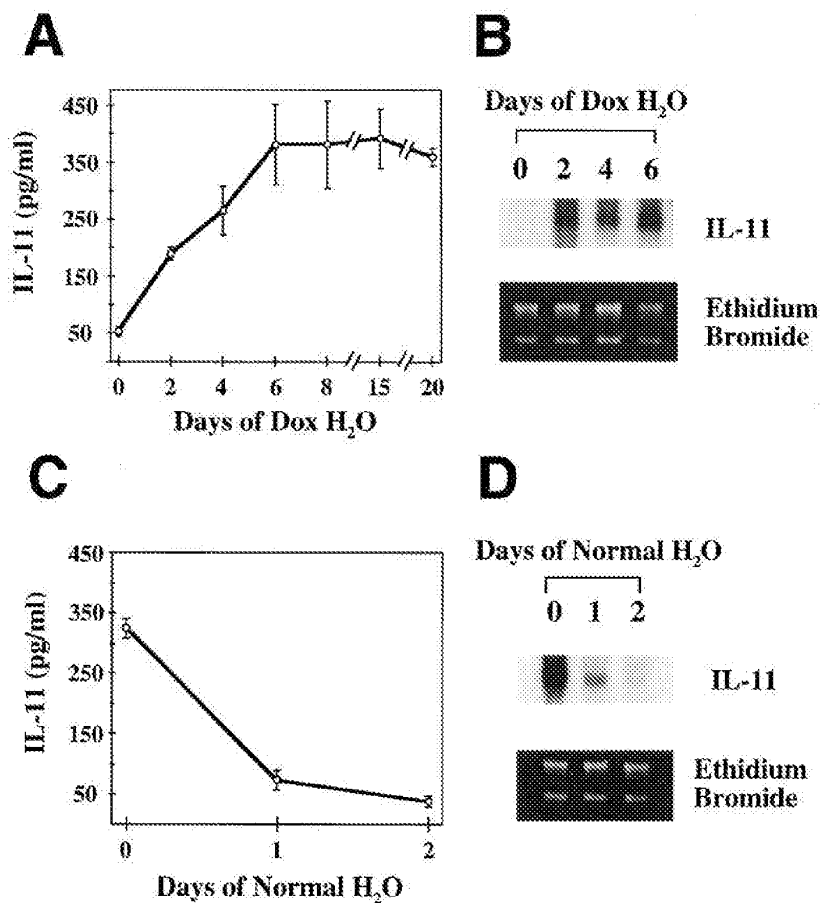 A
450
350
250
150
50
IL-11 (pg/ml)
0 2 4 6 8 15 20
Days of Dox H₂O
B
Days of Dox H₂O
0 2 4 6
IL-11
Ethidium
Bromide
C
450
350
250
150
50
IL-11 (pg/ml)
0 1 2
Days of Normal H₂O
D
Days of Normal H₂O
0 1 2
IL-11
Ethidium
Bromide